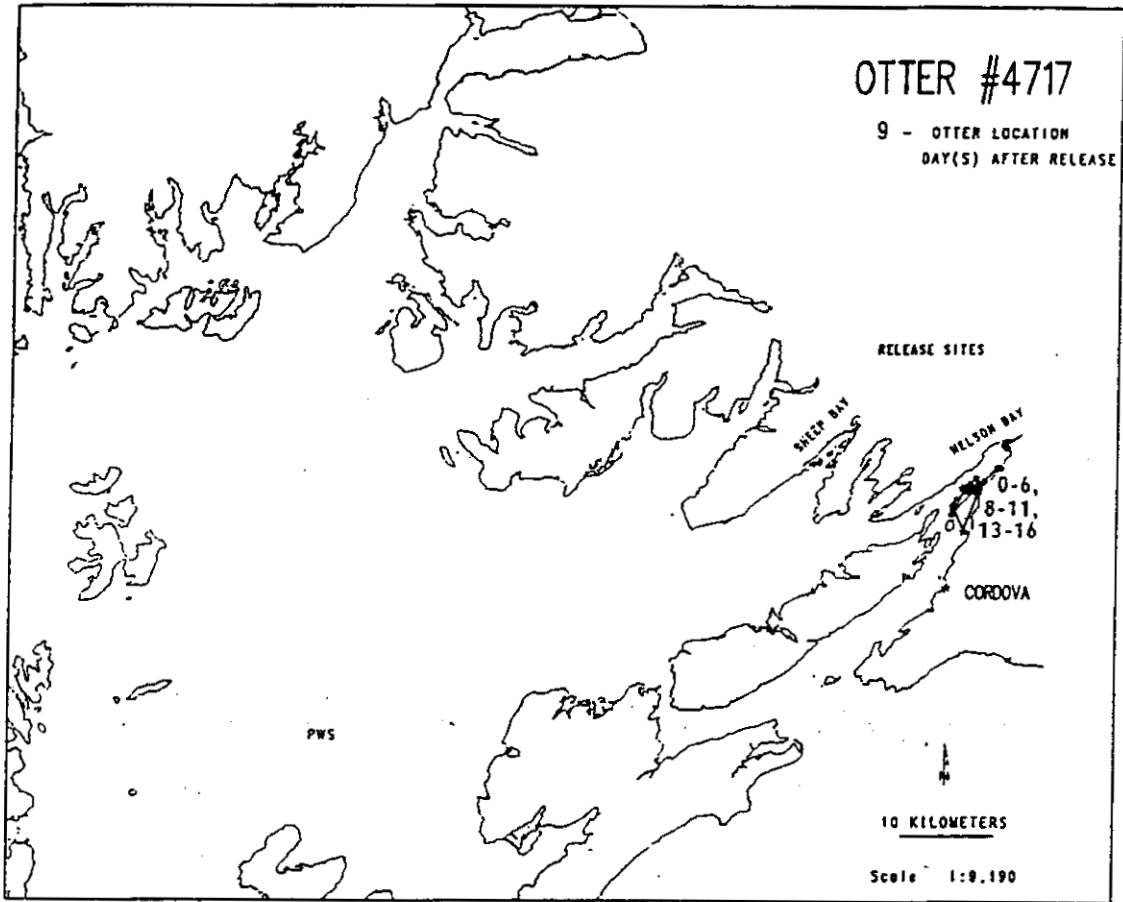 OTTER #4717
9 - OTTER LOCATION
DAY(S) AFTER RELEASE
RELEASE SITES
SHEEP BAY
NELSON BAY
0-6,
8-11,
13-16
CORDOVA
PWS
10 KILOMETERS
Scale 1:9.190